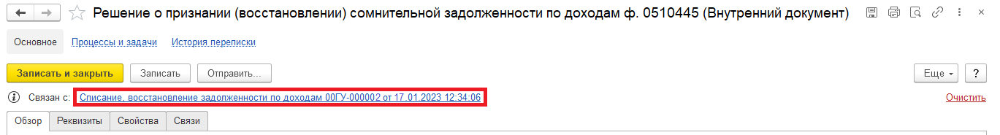 Решение о признании (восстановлении) сомнительной задолженности по доходам ф. 0510445 (Внутренний документ)
Основное Процессы и задачи История переписки
Записать и закрыть Записать Отправить... Еще ?
Связан с: Списание, восстановление задолженности по доходам 00ГУ-000002 от 17.01.2023 12:34:06 Очистить
Обзор Реквизиты Свойства Связи